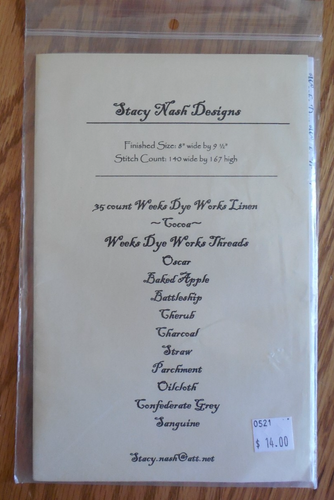 Stacy Nash Designs
Finished Size: 8" wide by 9 ½"
Stitch Count: 140 wide by 167 high
35 count Weeks Dye Works Linen
~Cocoa~
Weeks Dye Works Threads
Oscar
Baked Apple
Battleship
Cherub
Charcoal
Straw
Parchment
Oilcloth
Confederate Grey
Sanguine
0521
$ 14.00
Stacy.nash@att.net